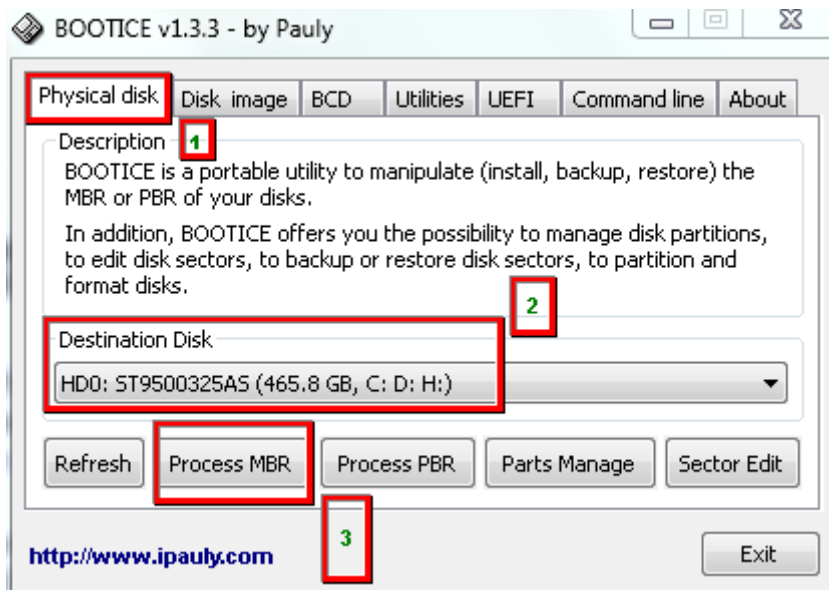 BOOTICE v1.3.3 - by Pauly
Physical disk Disk image BCD Utilities UEFI Command line About
Description 1
BOOTICE is a portable utility to manipulate (install, backup, restore) the
MBR or PBR of your disks.
In addition, BOOTICE offers you the possibility to manage disk partitions,
to edit disk sectors, to backup or restore disk sectors, to partition and
format disks.
2
Destination Disk
HD0: ST9500325AS (465.8 GB, C: D: H:)
Refresh Process MBR Process PBR Parts Manage Sector Edit
3
http://www.ipauly.com Exit